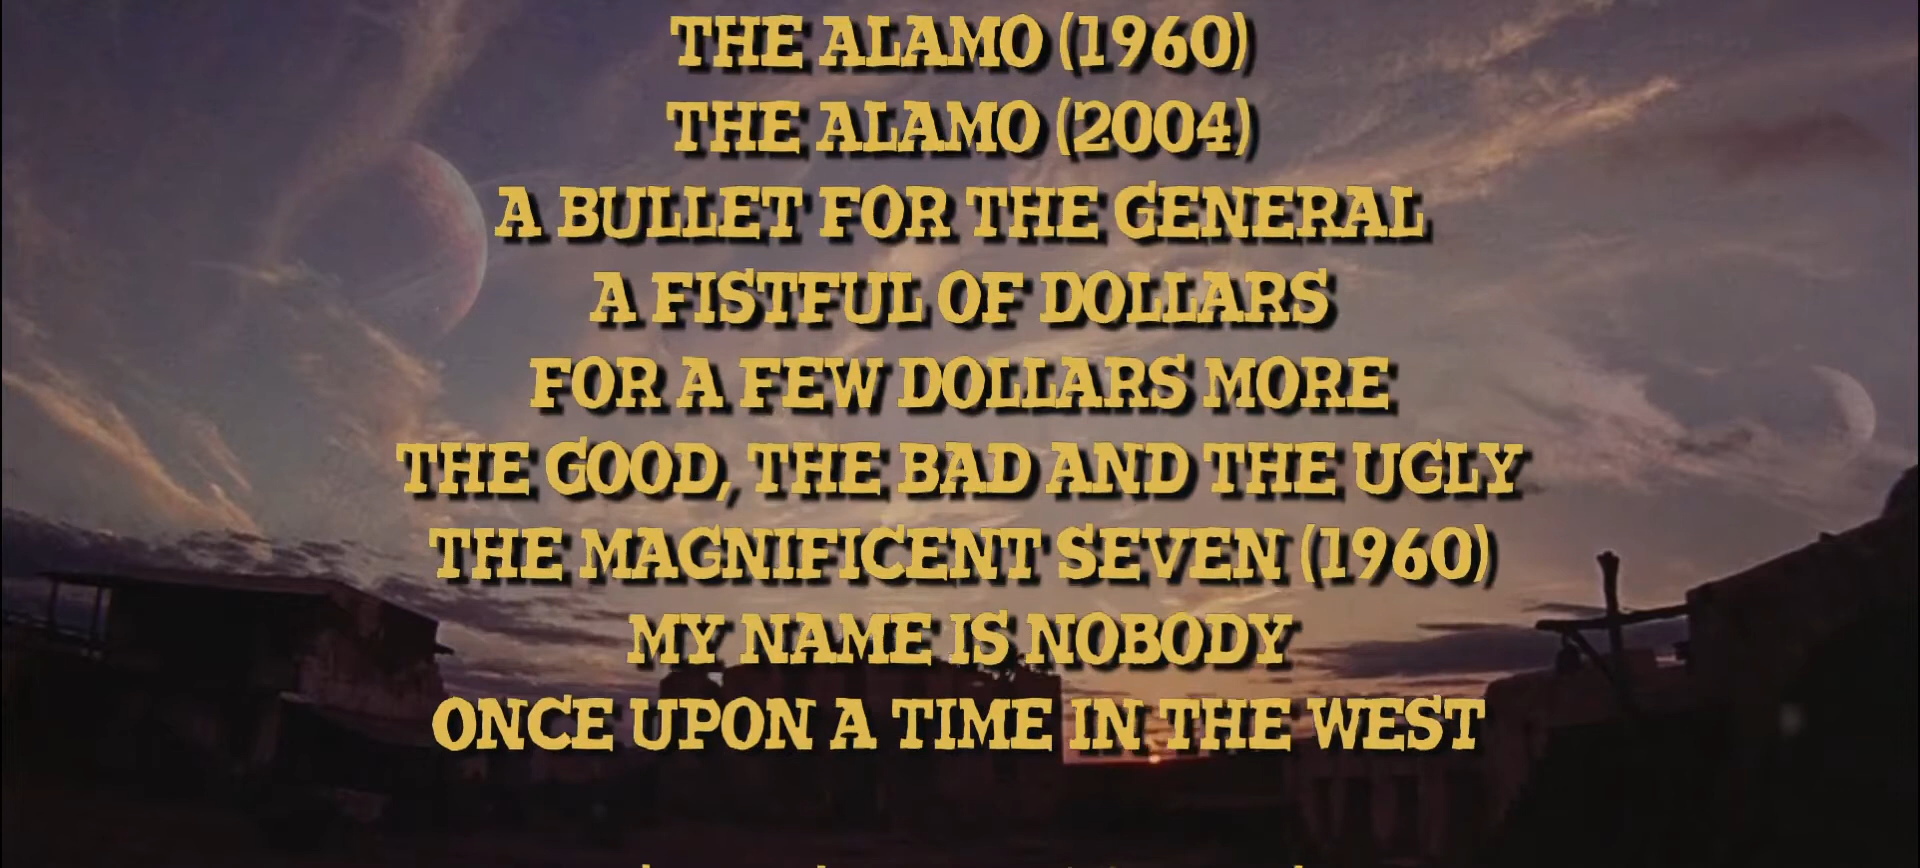 THE ALAMO (1960)
THE ALAMO (2004)
A BULLET FOR THE GENERAL
A FISTFUL OF DOLLARS
FOR A FEW DOLLARS MORE
THE GOOD, THE BAD AND THE UGLY
THE MAGNIFICENT SEVEN (1960)
MY NAME IS NOBODY
ONCE UPON A TIME IN THE WEST